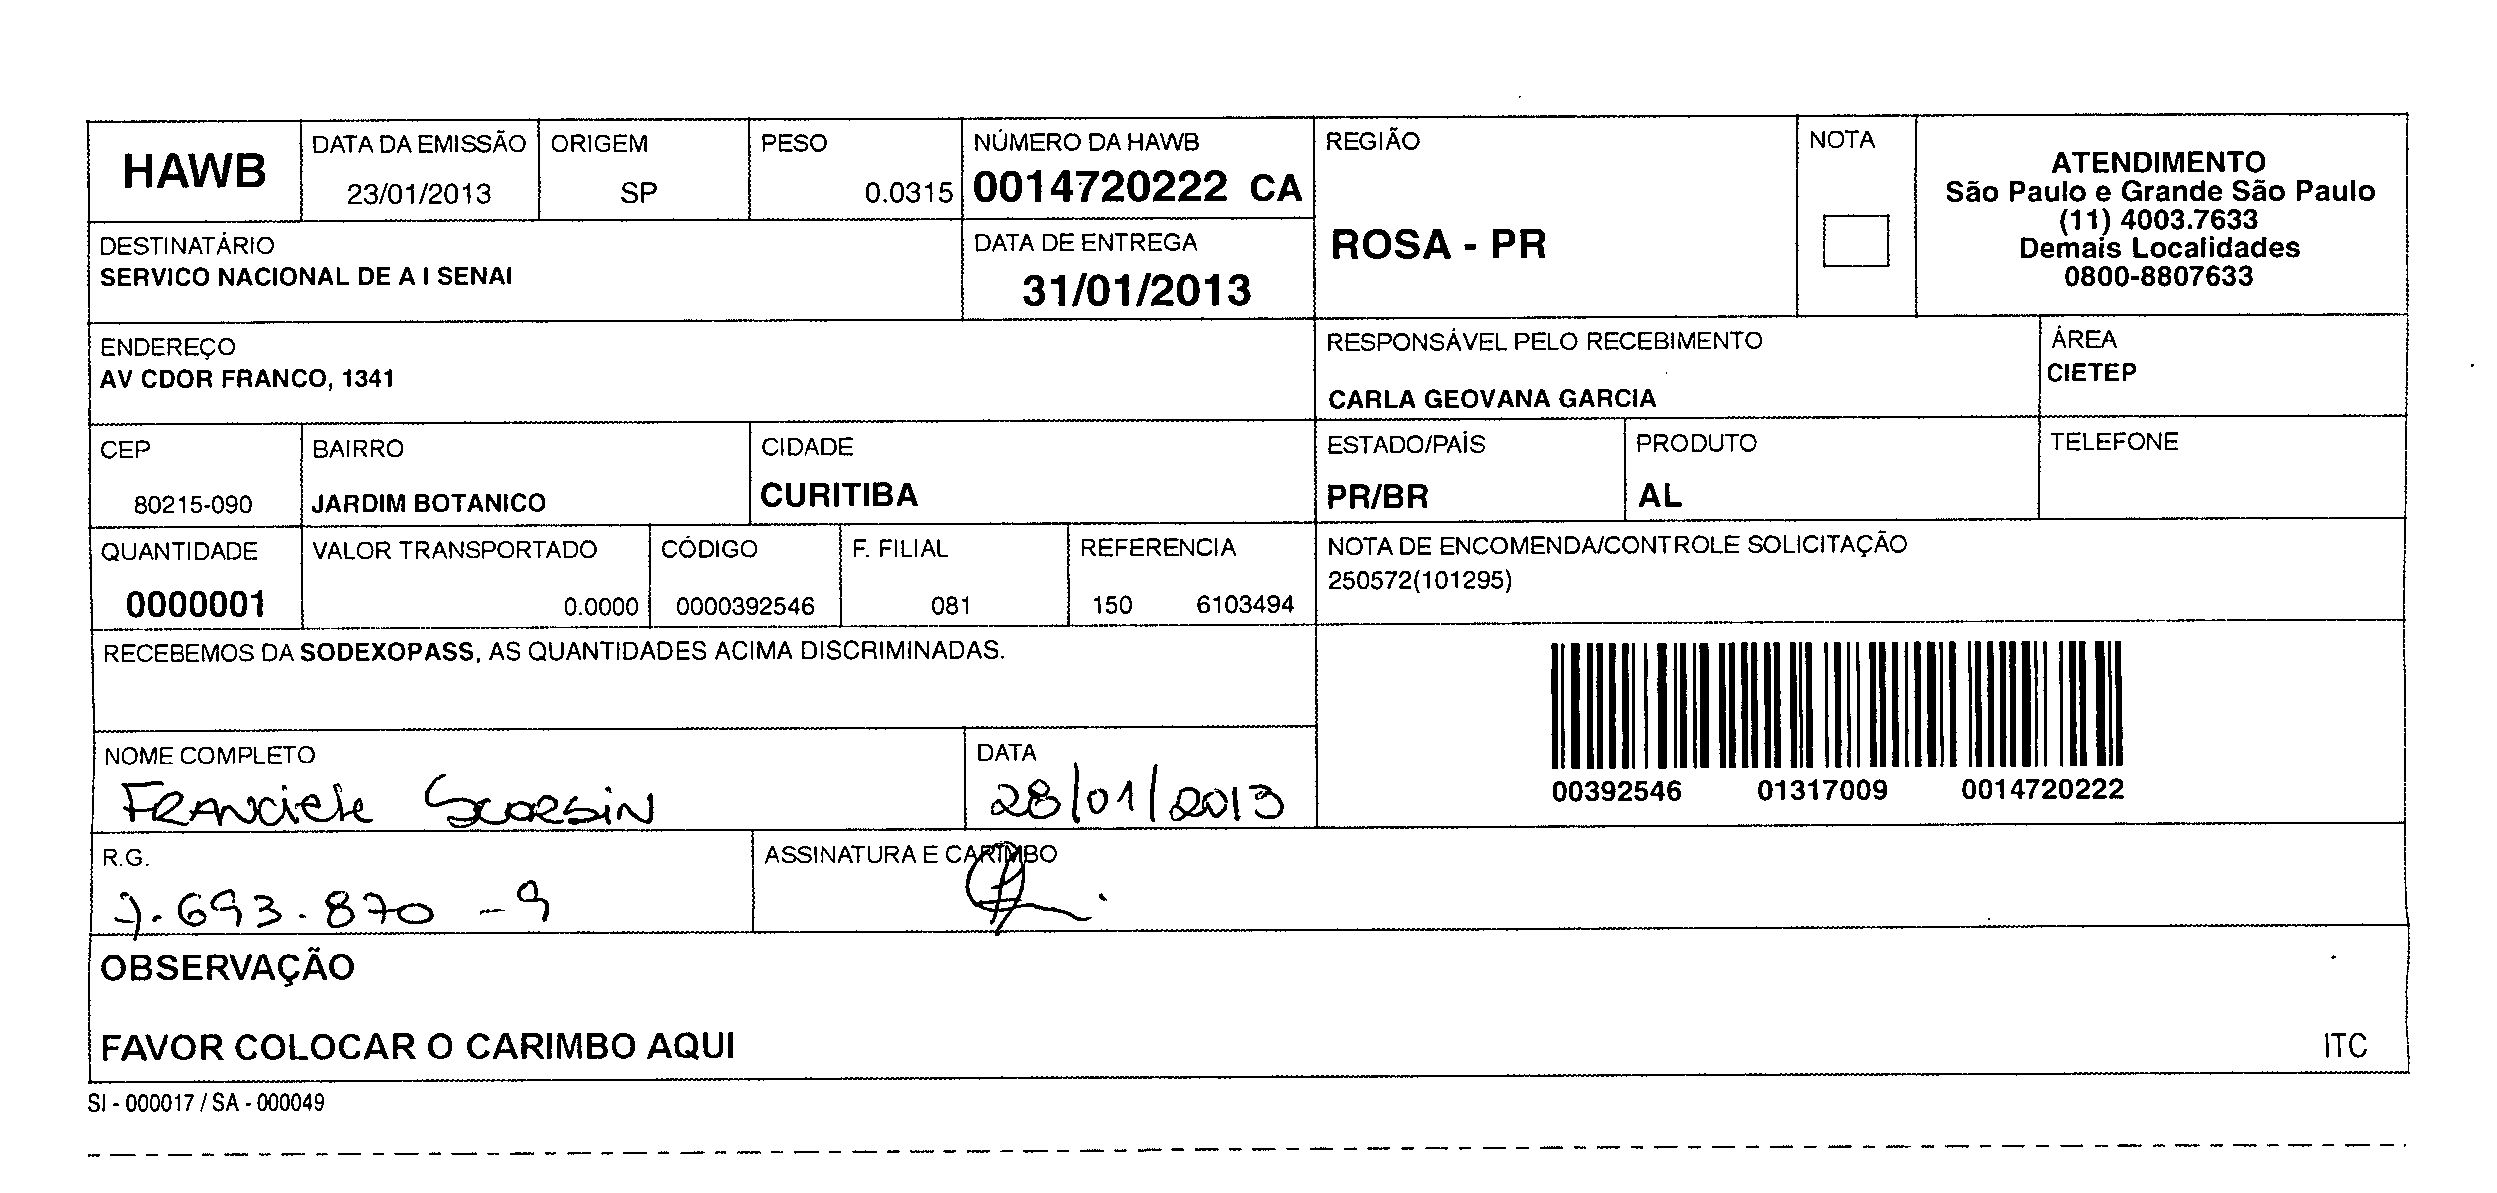 HAWB
DATA DA EMISSÃO
23/01/2013
ORIGEM
SP
PESO
0.0315
NÚMERO DA HAWB
0014720222 CA
REGIÃO
ROSA - PR
NOTA
ATENDIMENTO
São Paulo e Grande São Paulo
(11) 4003.7633
Demais Localidades
0800-8807633
DESTINATÁRIO
SERVICO NACIONAL DE A I SENAI
DATA DE ENTREGA
31/01/2013
ENDEREÇO
AV CDOR FRANCO, 1341
RESPONSÁVEL PELO RECEBIMENTO
CARLA GEOVANA GARCIA
ÁREA
CIETEP
CEP
80215-090
BAIRRO
JARDIM BOTANICO
CIDADE
CURITIBA
ESTADO/PAÍS
PR/BR
PRODUTO
AL
TELEFONE
QUANTIDADE
0000001
VALOR TRANSPORTADO
0.0000
CÓDIGO
0000392546
F. FILIAL
081
REFERENCIA
150 6103494
NOTA DE ENCOMENDA/CONTROLE SOLICITAÇÃO
250572(101295)
RECEBEMOS DA SODEXOPASS, AS QUANTIDADES ACIMA DISCRIMINADAS.
00392546 01317009 0014720222
NOME COMPLETO
FRANCIELE SCORSIN
DATA
28/01/2013
R.G.
7.693.870-9
ASSINATURA E CARIMBO
OBSERVAÇÃO
FAVOR COLOCAR O CARIMBO AQUI
ITC
SI - 000017 / SA - 000049